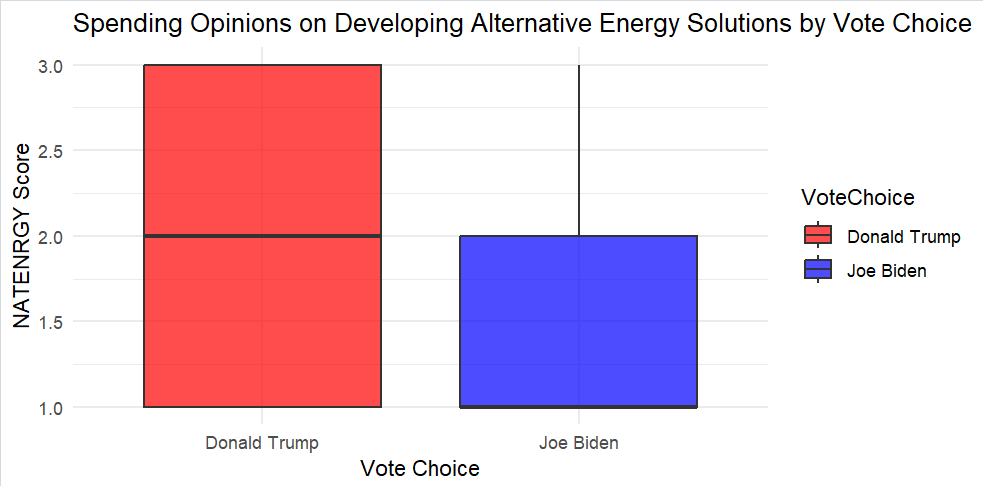 Spending Opinions on Developing Alternative Energy Solutions by Vote Choice
NATENRGY Score
3.0
2.5
2.0
1.5
1.0
Donald Trump
Joe Biden
Vote Choice
VoteChoice
Donald Trump
Joe Biden